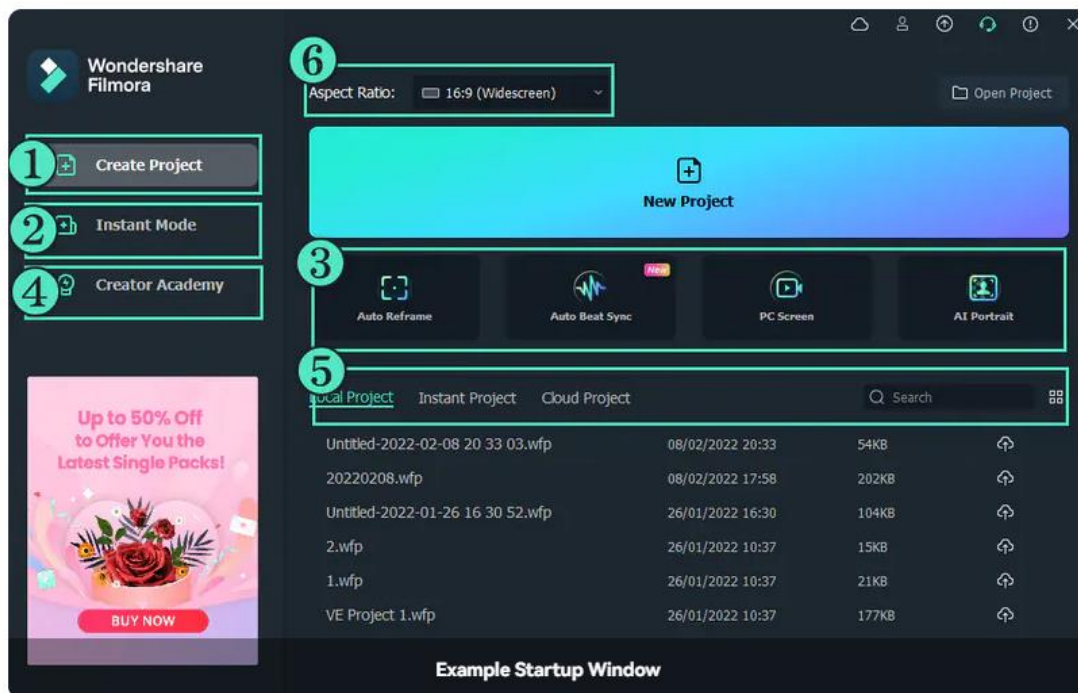 Wondershare
Filmora
6
Aspect Ratio: 16:9 (Widescreen)
Open Project
1 Create Project
New Project
2 Instant Mode
4 Creator Academy
3
New
Auto Reframe Auto Beat Sync PC Screen AI Portrait
5
Local Project Instant Project Cloud Project Search
Untitled-2022-02-08 20 33 03.wfp 08/02/2022 20:33 54KB
20220208.wfp 08/02/2022 17:58 202KB
Untitled-2022-01-26 16 30 52.wfp 26/01/2022 16:30 104KB
2.wfp 26/01/2022 10:37 15KB
1.wfp 26/01/2022 10:37 21KB
VE Project 1.wfp 26/01/2022 10:37 177KB
Up to 50% Off
to Offer You the
Latest Single Packs!
BUY NOW
Example Startup Window